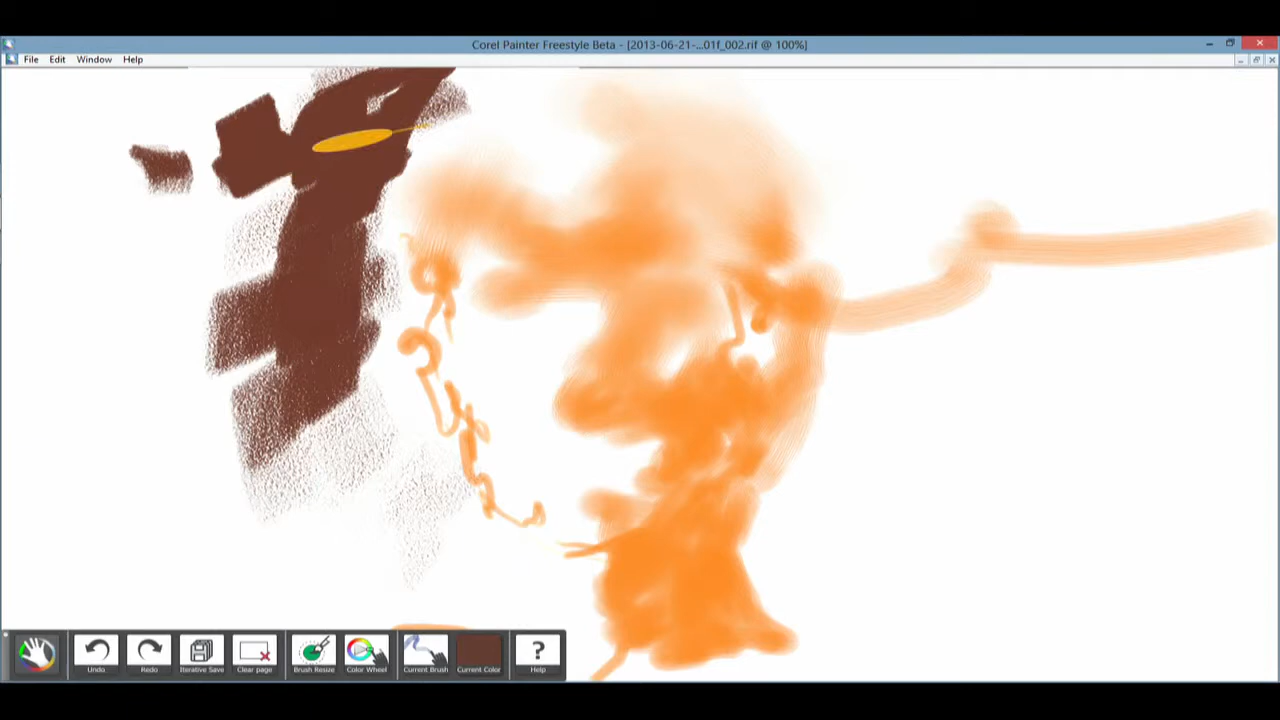 Corel Painter Freestyle Beta - [2013-06-21-...01f_002.rif @ 100%]
File Edit Window Help
Undo Redo Iterative Save Clear page Brush Resize Color Wheel Current Brush Current Color ? Help